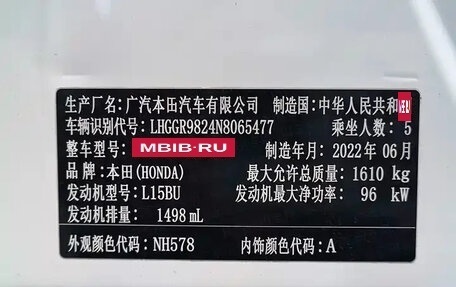 生产厂名:广汽本田汽车有限公司 制造国:中华人民共和
车辆识别代号:LHGGR9824N8065477 乘坐人数:5
整车型号: MBIB-RU 制造年月:2022年06月
品牌:本田(HONDA) 最大允许总质量:1610 kg
发动机型号:L15BU 发动机最大净功率: 96 kW
发动机排量: 1498mL
外观颜色代码:NH578 内饰颜色代码:A